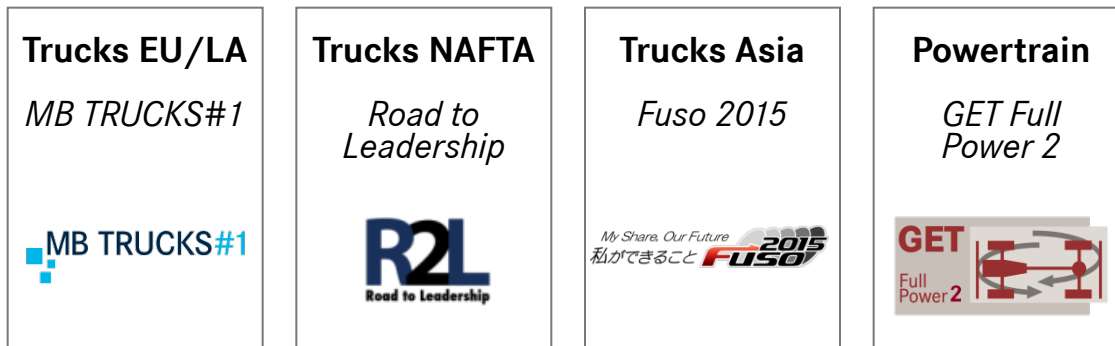 Trucks EU/LA
MB TRUCKS#1
MB TRUCKS#1
Trucks NAFTA
Road to
Leadership
R2L
Road to Leadership
Trucks Asia
Fuso 2015
My Share. Our Future
私ができること
2015
FUSO
Powertrain
GET Full
Power 2
GET
Full
Power 2